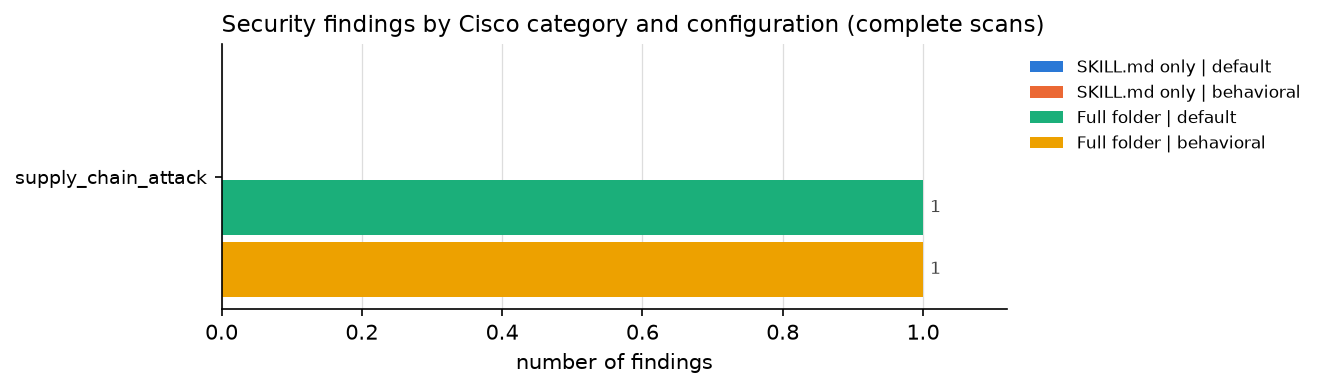 Security findings by Cisco category and configuration (complete scans)
SKILL.md only | default
SKILL.md only | behavioral
Full folder | default
Full folder | behavioral
supply_chain_attack
1
1
0.0 0.2 0.4 0.6 0.8 1.0
number of findings